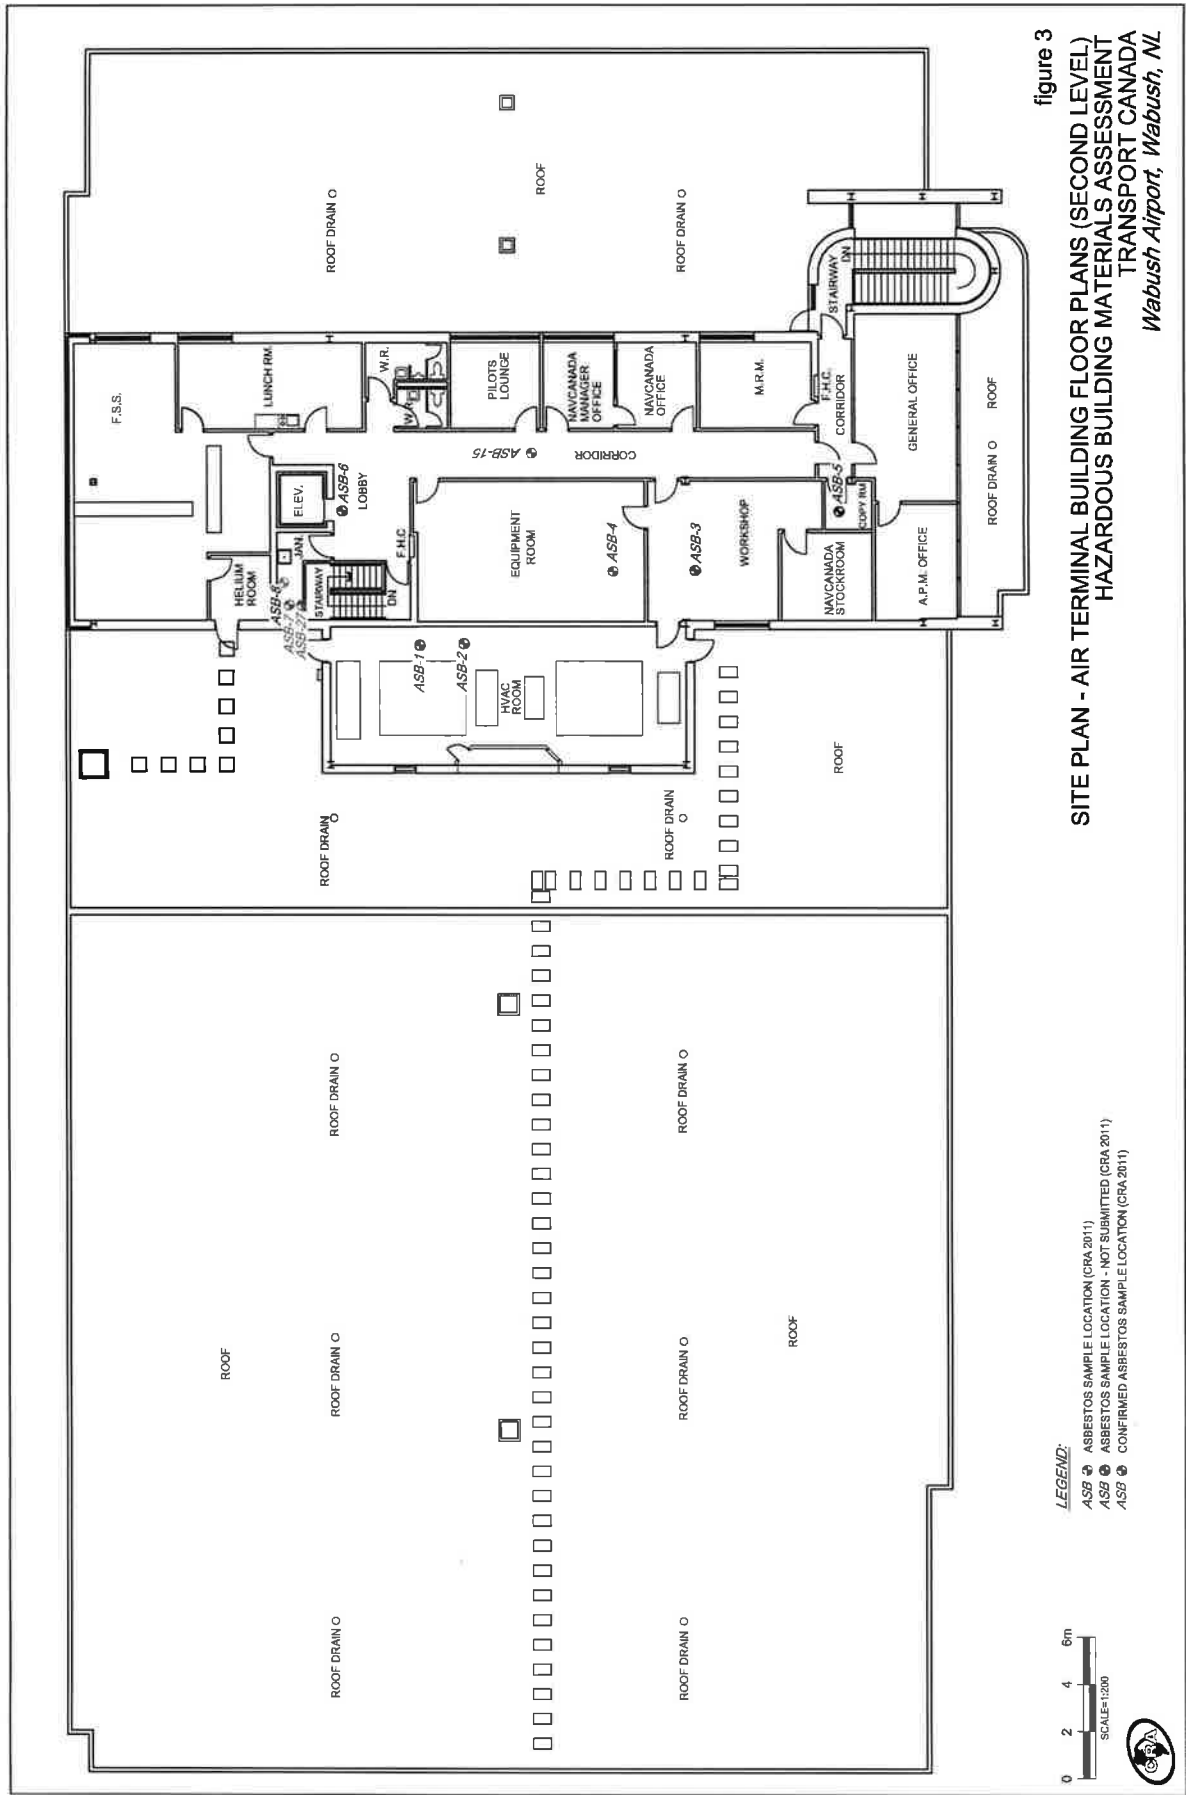 figure 3
SITE PLAN - AIR TERMINAL BUILDING FLOOR PLANS (SECOND LEVEL)
HAZARDOUS BUILDING MATERIALS ASSESSMENT
TRANSPORT CANADA
Wabush Airport, Wabush, NL
ROOF DRAIN
ROOF
ROOF DRAIN
F.S.S.
LUNCH RM.
W.R.
W.R.
PILOTS
LOUNGE
NAVCANADA
MANAGER
OFFICE
NAVCANADA
OFFICE
M.R.M.
F.H.C.
CORRIDOR
STAIRWAY
DN
GENERAL OFFICE
ROOF
ROOF DRAIN
ASB-15
CORRIDOR
ELEV.
ASB-6
LOBBY
JAN.
F.H.C
HELIUM
ROOM
ASB-8
ASB-7
ASB-27
STAIRWAY
DN
EQUIPMENT
ROOM
ASB-4
ASB-3
WORKSHOP
ASB-5
COPY RM
NAVCANADA
STOCKROOM
A.P.M. OFFICE
ASB-1
ASB-2
HVAC
ROOM
ROOF
ROOF DRAIN
ROOF DRAIN
ROOF DRAIN
ROOF DRAIN
ROOF
ROOF DRAIN
ROOF DRAIN
ROOF
ROOF DRAIN
ROOF DRAIN
LEGEND:
ASB ASBESTOS SAMPLE LOCATION (CRA 2011)
ASB ASBESTOS SAMPLE LOCATION - NOT SUBMITTED (CRA 2011)
ASB CONFIRMED ASBESTOS SAMPLE LOCATION (CRA 2011)
0 2 4 6m
SCALE=1:200
CRA